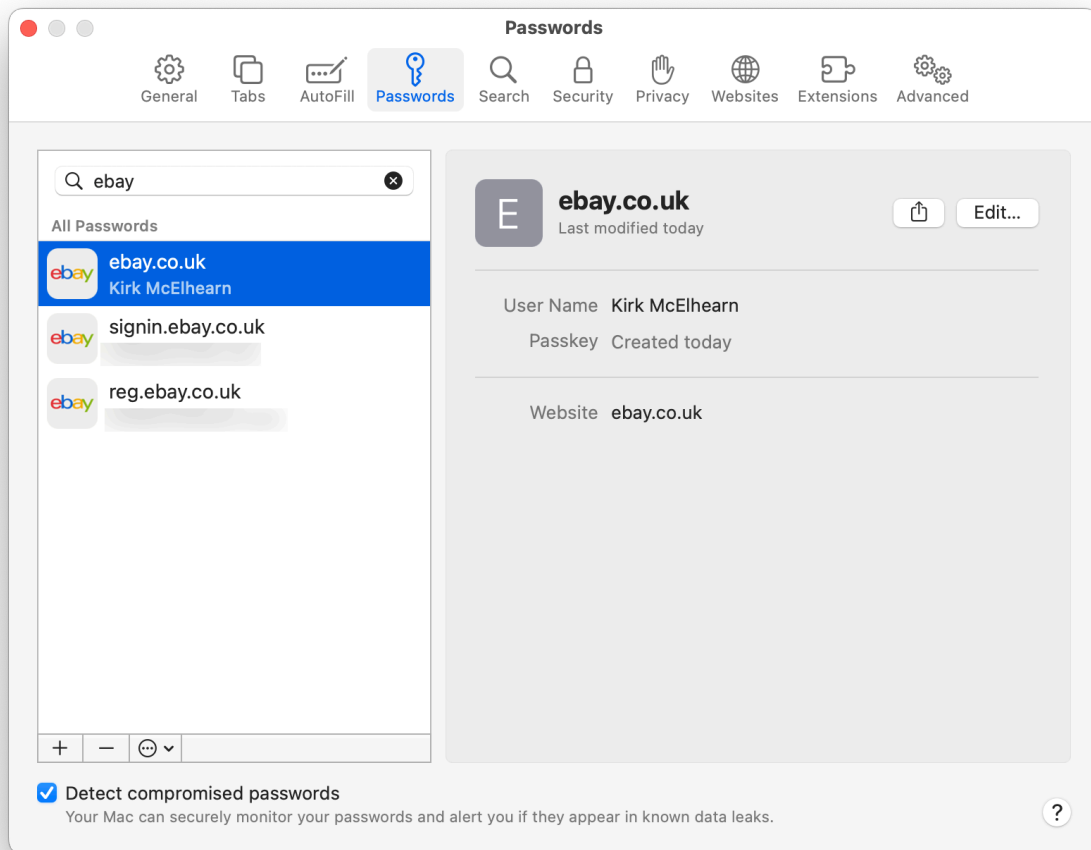 Passwords
General Tabs AutoFill Passwords Search Security Privacy Websites Extensions Advanced
ebay
All Passwords
ebay ebay.co.uk
Kirk McElhearn
ebay signin.ebay.co.uk
ebay reg.ebay.co.uk
E ebay.co.uk
Last modified today
Edit...
User Name Kirk McElhearn
Passkey Created today
Website ebay.co.uk
Detect compromised passwords
Your Mac can securely monitor your passwords and alert you if they appear in known data leaks.
?